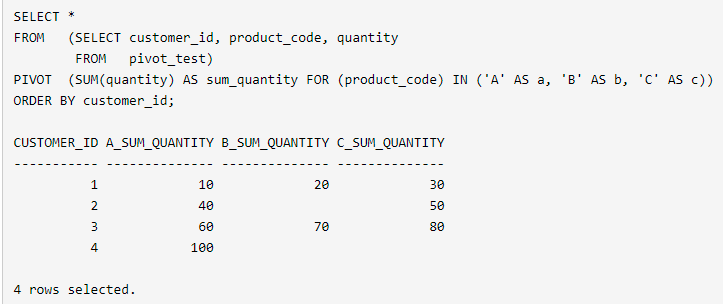 SELECT *
FROM   (SELECT customer_id, product_code, quantity
        FROM   pivot_test)
PIVOT  (SUM(quantity) AS sum_quantity FOR (product_code) IN ('A' AS a, 'B' AS b, 'C' AS c))
ORDER BY customer_id;

CUSTOMER_ID A_SUM_QUANTITY B_SUM_QUANTITY C_SUM_QUANTITY
----------- -------------- -------------- --------------
          1             10             20             30
          2             40                            50
          3             60             70             80
          4            100

4 rows selected.